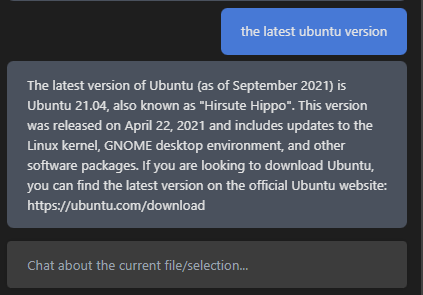 the latest ubuntu version
The latest version of Ubuntu (as of September 2021) is
Ubuntu 21.04, also known as "Hirsute Hippo". This version
was released on April 22, 2021 and includes updates to the
Linux kernel, GNOME desktop environment, and other
software packages. If you are looking to download Ubuntu,
you can find the latest version on the official Ubuntu website:
https://ubuntu.com/download
Chat about the current file/selection...